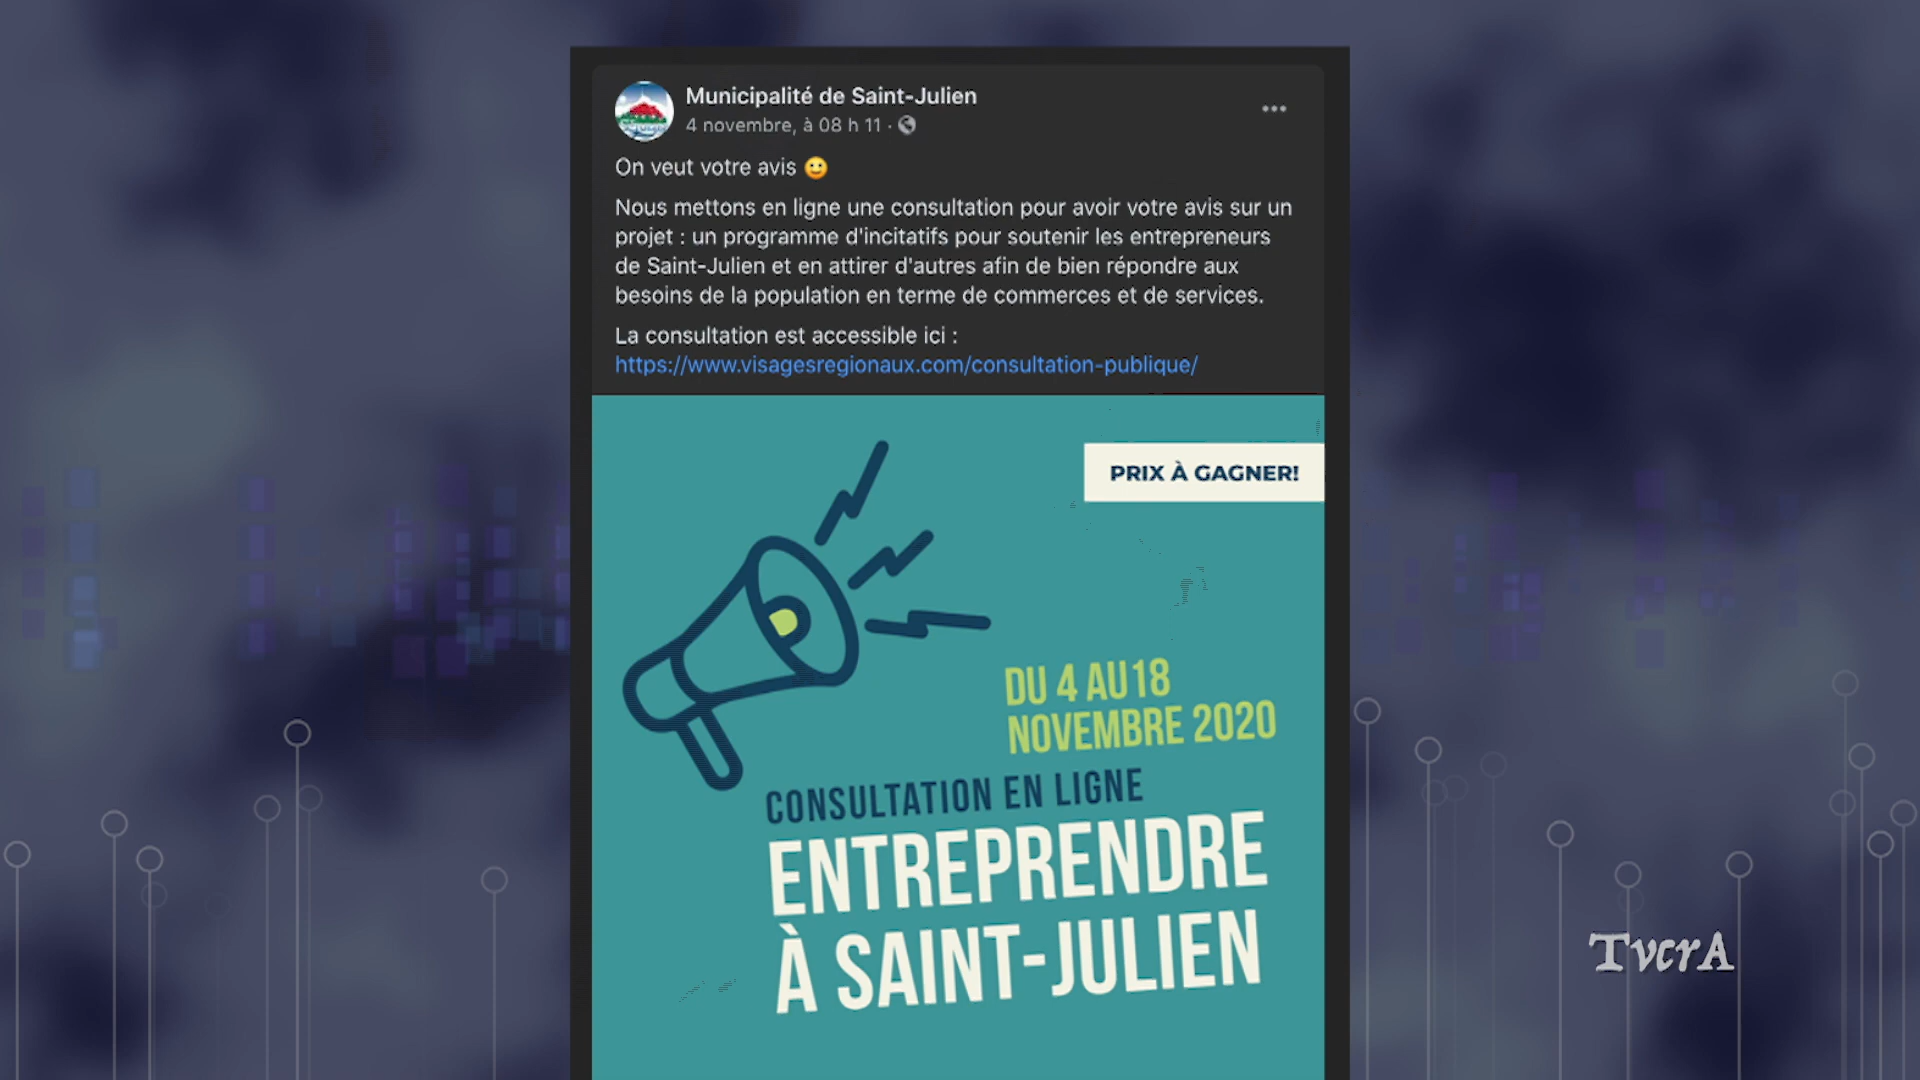 Municipalité de Saint-Julien
4 novembre, à 08 h 11 ·
On veut votre avis
Nous mettons en ligne une consultation pour avoir votre avis sur un
projet : un programme d'incitatifs pour soutenir les entrepreneurs
de Saint-Julien et en attirer d'autres afin de bien répondre aux
besoins de la population en terme de commerces et de services.
La consultation est accessible ici :
https://www.visagesregionaux.com/consultation-publique/
PRIX À GAGNER!
DU 4 AU 18
NOVEMBRE 2020
CONSULTATION EN LIGNE
ENTREPRENDRE
À SAINT-JULIEN
TvcrA